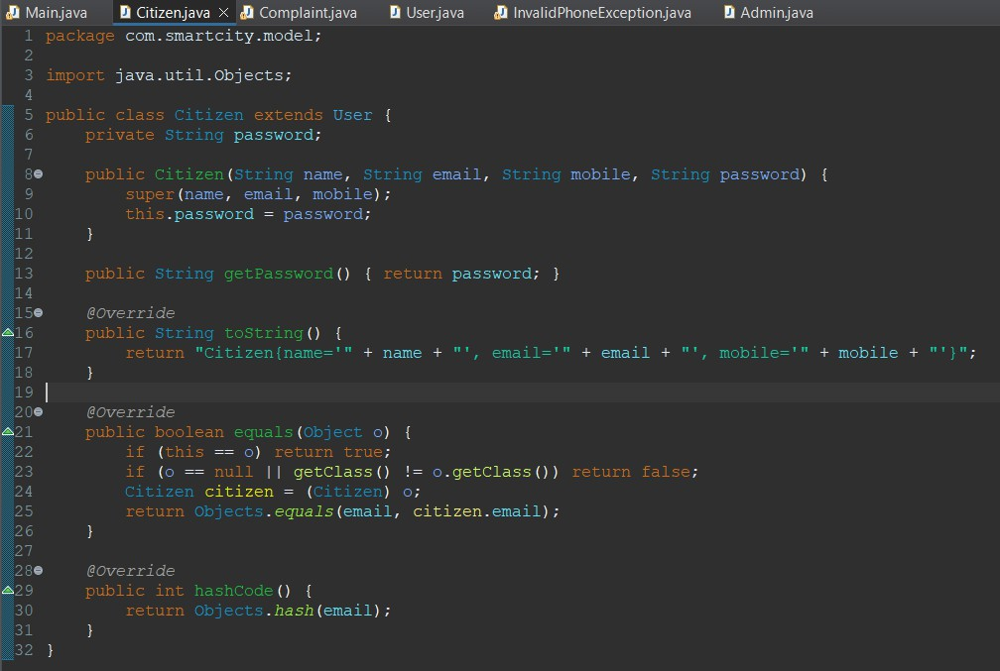 Main.java Citizen.java Complaint.java User.java InvalidPhoneException.java Admin.java
1 package com.smartcity.model;
2
3 import java.util.Objects;
4
5 public class Citizen extends User {
6     private String password;
7
8     public Citizen(String name, String email, String mobile, String password) {
9         super(name, email, mobile);
10         this.password = password;
11     }
12
13     public String getPassword() { return password; }
14
15     @Override
16     public String toString() {
17         return "Citizen{name='" + name + "', email='" + email + "', mobile='" + mobile + "'}";
18     }
19
20     @Override
21     public boolean equals(Object o) {
22         if (this == o) return true;
23         if (o == null || getClass() != o.getClass()) return false;
24         Citizen citizen = (Citizen) o;
25         return Objects.equals(email, citizen.email);
26     }
27
28     @Override
29     public int hashCode() {
30         return Objects.hash(email);
31     }
32 }